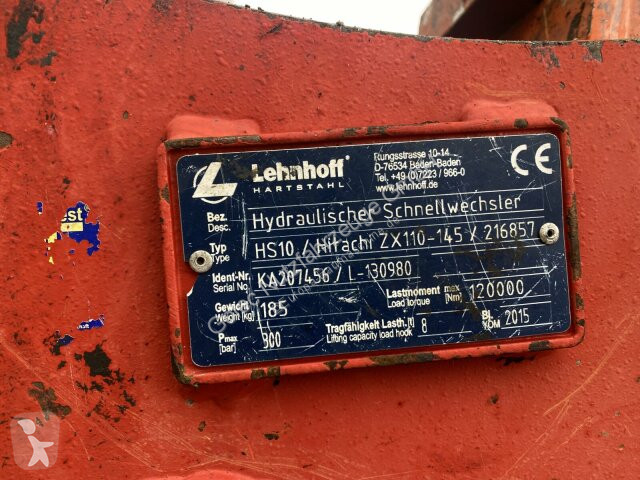 Lehnhoff
HARTSTAHL
Rungsstrasse 10-14
D-76534 Baden-Baden
Tel. +49 (0)7223 / 966-0
www.lehnhoff.de
CE
Bez.
Desc.
Hydraulischer Schnellwechsler
Typ
Type
HS10 / Hitachi ZX110-145 / 216857
Ident-Nr.
Serial No.
KA207456 / L-130980
Gewicht
Weight [kg]
185
Lastmoment max
Load torque [Nm]
120000
Pmax
[bar]
300
Tragfähigkeit Lasth. [t]
Lifting capacity load hook
8
Bj.
YOM
2015